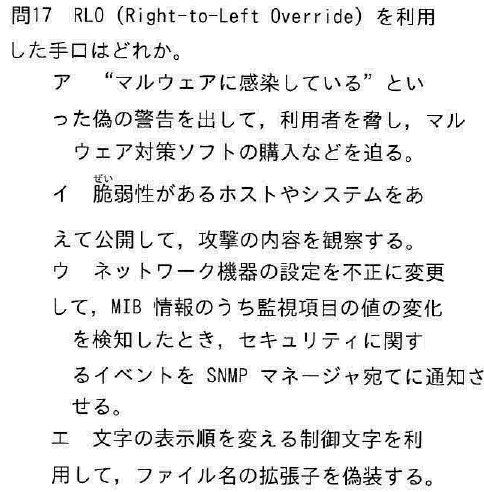 問17　RLO（Right-to-Left Override）を利用
した手口はどれか。
ア　“マルウェアに感染している”とい
った偽の警告を出して，利用者を脅し，マル
ウェア対策ソフトの購入などを迫る。
イ　脆弱性があるホストやシステムをあ
えて公開して，攻撃の内容を観察する。
ウ　ネットワーク機器の設定を不正に変更
して，MIB 情報のうち監視項目の値の変化
を検知したとき，セキュリティに関す
るイベントを SNMP マネージャ宛てに通知さ
せる。
エ　文字の表示順を変える制御文字を利
用して，ファイル名の拡張子を偽装する。